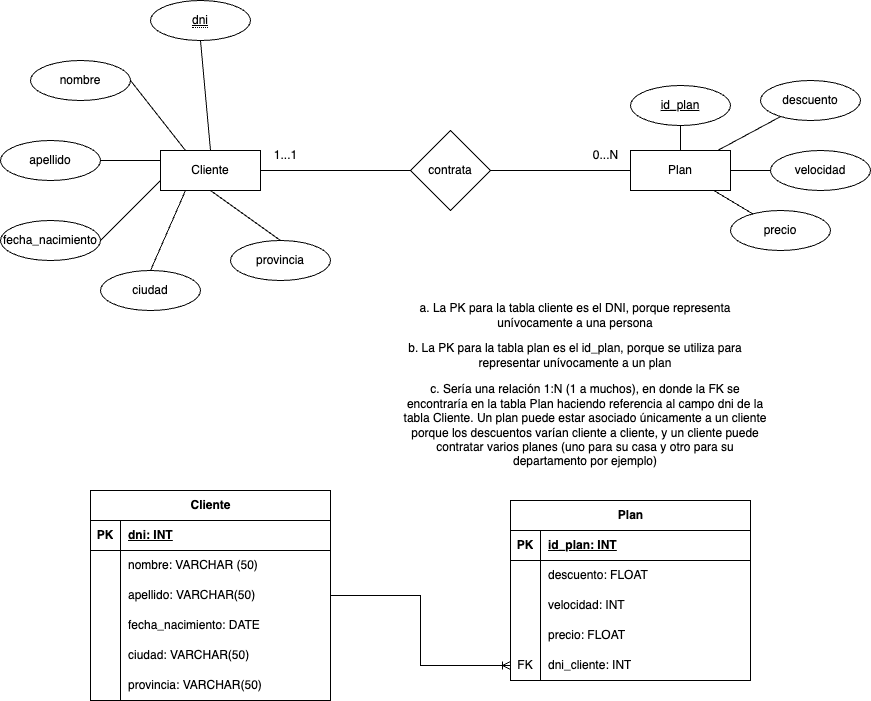 dni
nombre
id_plan
descuento
apellido
Cliente
1...1
contrata
0...N
Plan
velocidad
fecha_nacimiento
provincia
precio
ciudad
a. La PK para la tabla cliente es el DNI, porque representa
unívocamente a una persona
b. La PK para la tabla plan es el id_plan, porque se utiliza para
representar unívocamente a un plan
c. Sería una relación 1:N (1 a muchos), en donde la FK se
encontraría en la tabla Plan haciendo referencia al campo dni de la
tabla Cliente. Un plan puede estar asociado únicamente a un cliente
porque los descuentos varían cliente a cliente, y un cliente puede
contratar varios planes (uno para su casa y otro para su
departamento por ejemplo)
Cliente
PK dni: INT
nombre: VARCHAR (50)
apellido: VARCHAR(50)
fecha_nacimiento: DATE
ciudad: VARCHAR(50)
provincia: VARCHAR(50)
Plan
PK id_plan: INT
descuento: FLOAT
velocidad: INT
precio: FLOAT
FK dni_cliente: INT